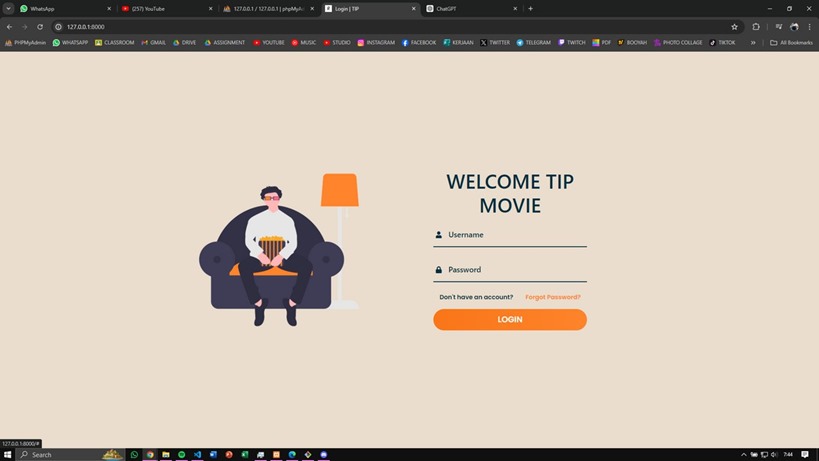 WhatsApp
(257) YouTube
127.0.0.1 / 127.0.0.1 | phpMyAd
Login | TIP
ChatGPT
127.0.0.1:8000
PHPMyAdmin
WHATSAPP
CLASSROOM
GMAIL
DRIVE
ASSIGNMENT
YOUTUBE
MUSIC
STUDIO
INSTAGRAM
FACEBOOK
KERJAAN
TWITTER
TELEGRAM
TWITCH
PDF
BOOYAH
PHOTO COLLAGE
TIKTOK
All Bookmarks
WELCOME TIP
MOVIE
Username
Password
Don't have an account?
Forgot Password?
LOGIN
127.0.0.1:8000/#
Search
7:44